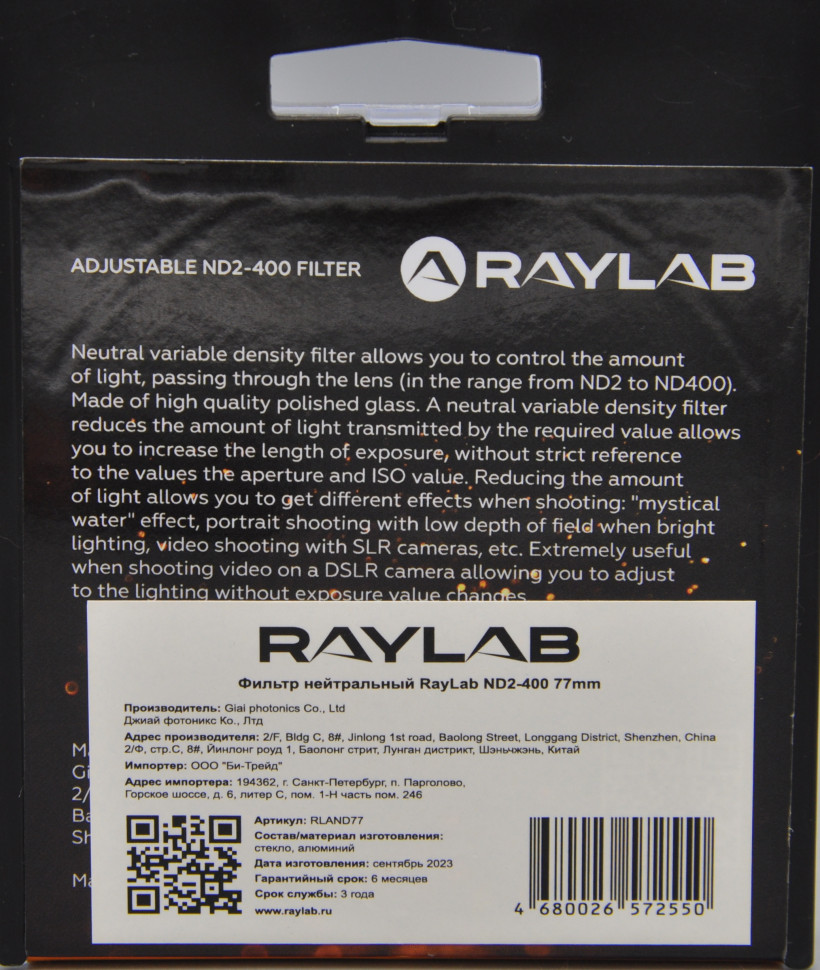 ADJUSTABLE ND2-400 FILTER
RAYLAB
Neutral variable density filter allows you to control the amount
of light, passing through the lens (in the range from ND2 to ND400).
Made of high quality polished glass. A neutral variable density filter
reduces the amount of light transmitted by the required value allows
you to increase the length of exposure, without strict reference
to the values the aperture and ISO value. Reducing the amount
of light allows you to get different effects when shooting: "mystical
water" effect, portrait shooting with low depth of field when bright
lighting, video shooting with SLR cameras, etc. Extremely useful
when shooting video on a DSLR camera allowing you to adjust
to the lighting without exposure value changes
RAYLAB
Фильтр нейтральный RayLab ND2-400 77mm
Производитель: Giai photonics Co., Ltd
Джиай фотоникс Ко., Лтд
Адрес производителя: 2/F, Bldg C, 8#, Jinlong 1st road, Baolong Street, Longgang District, Shenzhen, China
2/Ф, стр.С, 8#, Йинлонг роуд 1, Баолонг стрит, Лунган дистрикт, Шэньчжэнь, Китай
Импортер: ООО "Би-Трейд"
Адрес импортера: 194362, г. Санкт-Петербург, п. Парголово,
Горское шоссе, д. 6, литер С, пом. 1-Н часть пом. 246
Артикул: RLAND77
Состав/материал изготовления:
стекло, алюминий
Дата изготовления: сентябрь 2023
Гарантийный срок: 6 месяцев
Срок службы: 3 года
www.raylab.ru
4 680026 572550